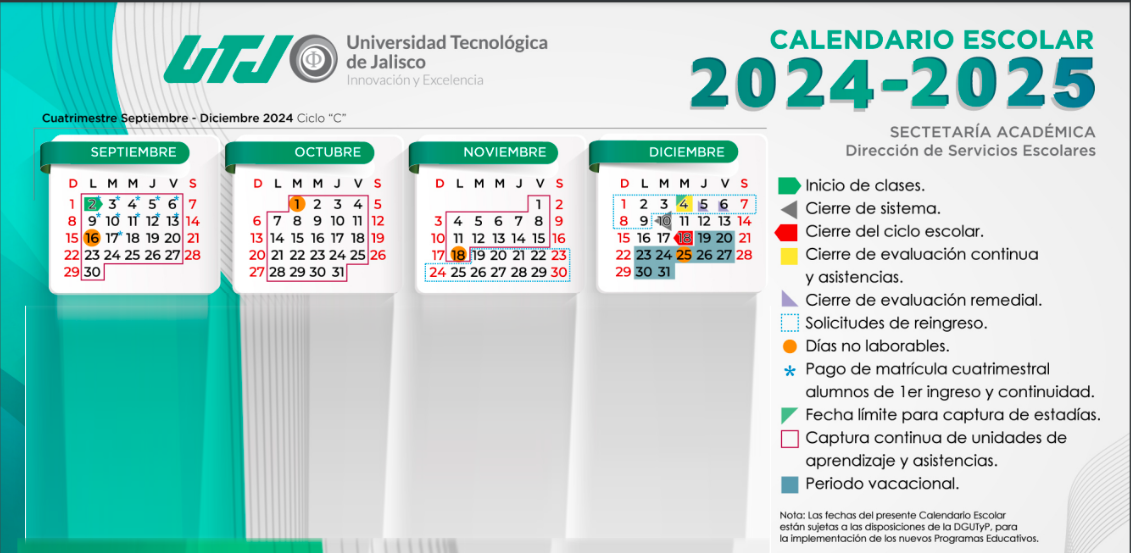 UTJ
Universidad Tecnológica
de Jalisco
Innovación y Excelencia
CALENDARIO ESCOLAR
2024-2025
SECTETARÍA ACADÉMICA
Dirección de Servicios Escolares
Cuatrimestre Septiembre - Diciembre 2024 Ciclo “C”
SEPTIEMBRE
D L M M J V S
1 2 3* 4* 5* 6* 7
8 9* 10* 11* 12* 13* 14
15 16 17* 18 19 20 21
22 23 24 25 26 27 28
29 30
OCTUBRE
D L M M J V S
1 2 3 4 5
6 7 8 9 10 11 12
13 14 15 16 17 18 19
20 21 22 23 24 25 26
27 28 29 30 31
NOVIEMBRE
D L M M J V S
1 2
3 4 5 6 7 8 9
10 11 12 13 14 15 16
17 18 19 20 21 22 23
24 25 26 27 28 29 30
DICIEMBRE
D L M M J V S
1 2 3 4 5 6 7
8 9 10 11 12 13 14
15 16 17 18 19 20 21
22 23 24 25 26 27 28
29 30 31
Inicio de clases.
Cierre de sistema.
Cierre del ciclo escolar.
Cierre de evaluación continua
y asistencias.
Cierre de evaluación remedial.
Solicitudes de reingreso.
Días no laborables.
* Pago de matrícula cuatrimestral
alumnos de 1er ingreso y continuidad.
Fecha límite para captura de estadías.
Captura continua de unidades de
aprendizaje y asistencias.
Periodo vacacional.
Nota: Las fechas del presente Calendario Escolar
están sujetas a las disposiciones de la DGUTyP, para
la implementación de los nuevos Programas Educativos.